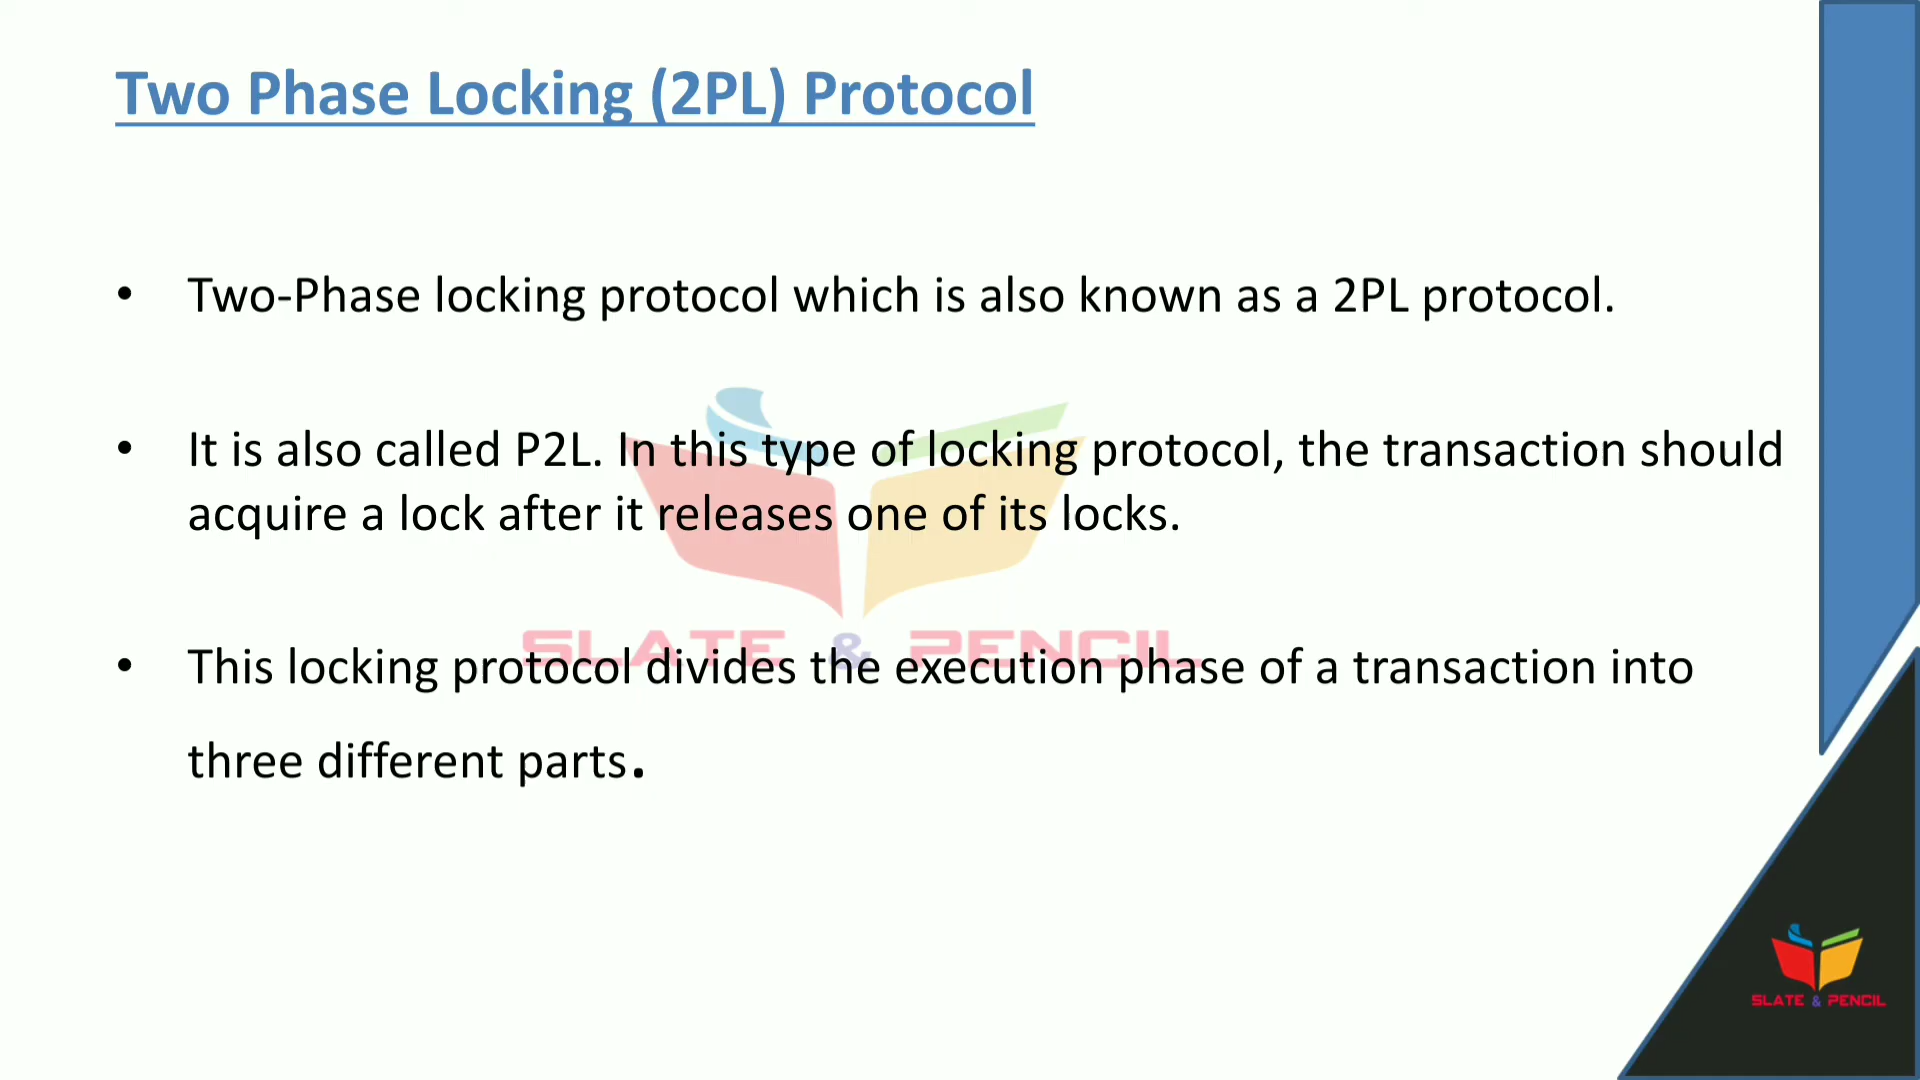 Two Phase Locking (2PL) Protocol
• Two-Phase locking protocol which is also known as a 2PL protocol.
• It is also called P2L. In this type of locking protocol, the transaction should
acquire a lock after it releases one of its locks.
SLATE & PENCIL
• This locking protocol divides the execution phase of a transaction into
three different parts.
SLATE & PENCIL